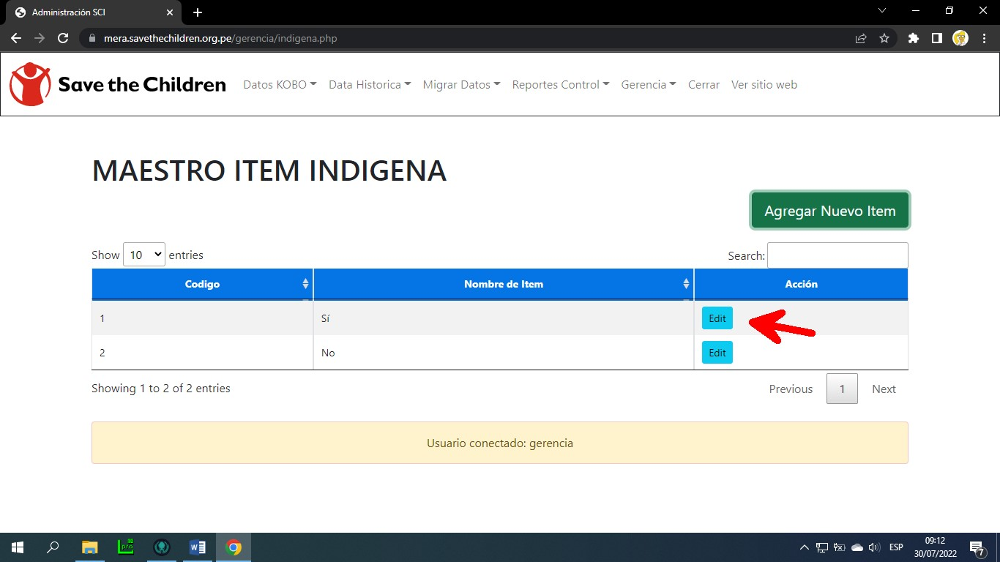 Administración SCI
mera.savethechildren.org.pe/gerencia/indigena.php
Save the Children Datos KOBO Data Historica Migrar Datos Reportes Control Gerencia Cerrar Ver sitio web
MAESTRO ITEM INDIGENA
Agregar Nuevo Item
Show 10 entries Search:
Codigo Nombre de Item Acción
1 Sí Edit
2 No Edit
Showing 1 to 2 of 2 entries Previous 1 Next
Usuario conectado: gerencia
ESP 09:12
30/07/2022 7